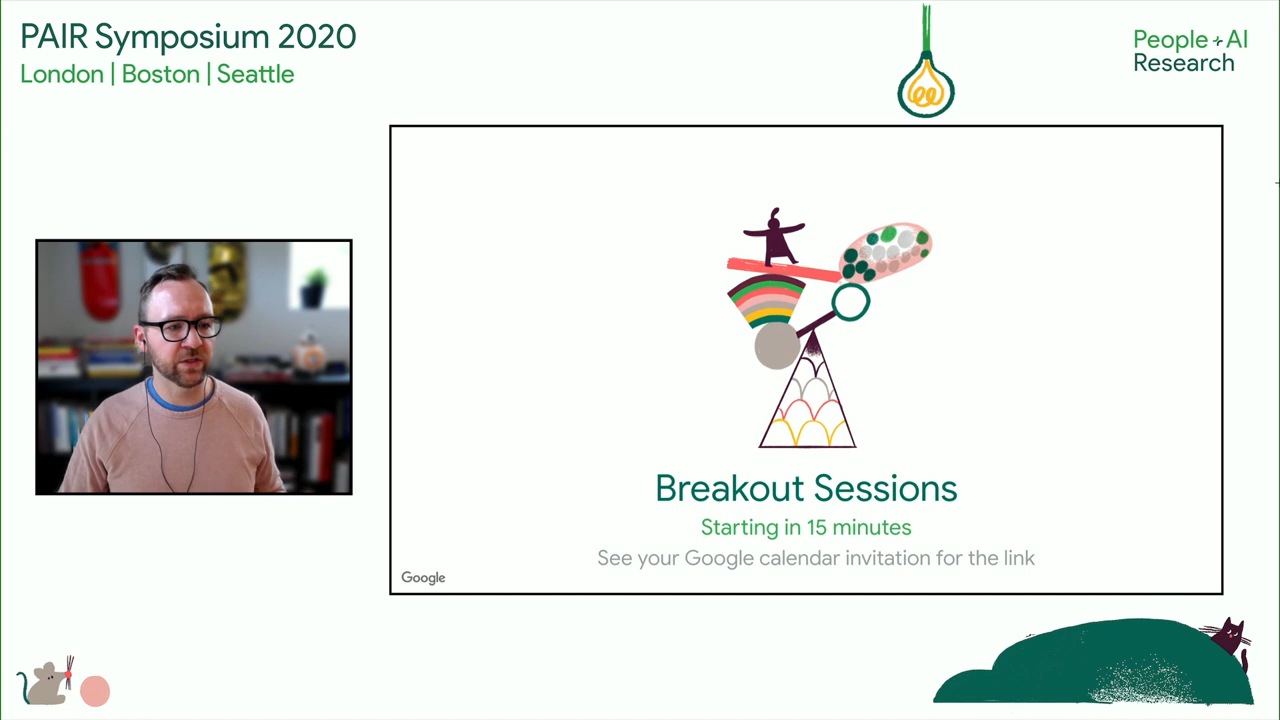 PAIR Symposium 2020
London | Boston | Seattle
People + AI
Research
Breakout Sessions
Starting in 15 minutes
See your Google calendar invitation for the link
Google